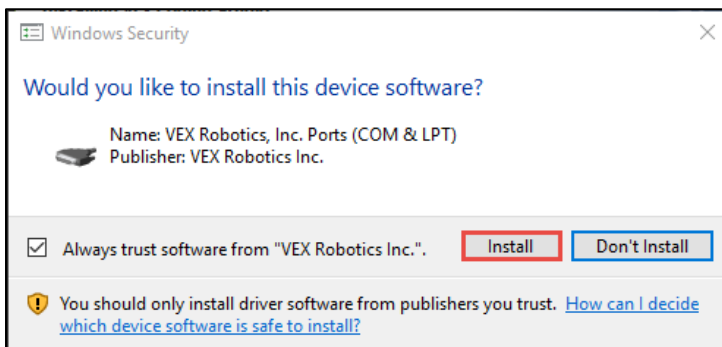 Windows Security
Would you like to install this device software?
Name: VEX Robotics, Inc. Ports (COM & LPT)
Publisher: VEX Robotics Inc.
Always trust software from "VEX Robotics Inc.".
Install
Don't Install
You should only install driver software from publishers you trust. How can I decide
which device software is safe to install?